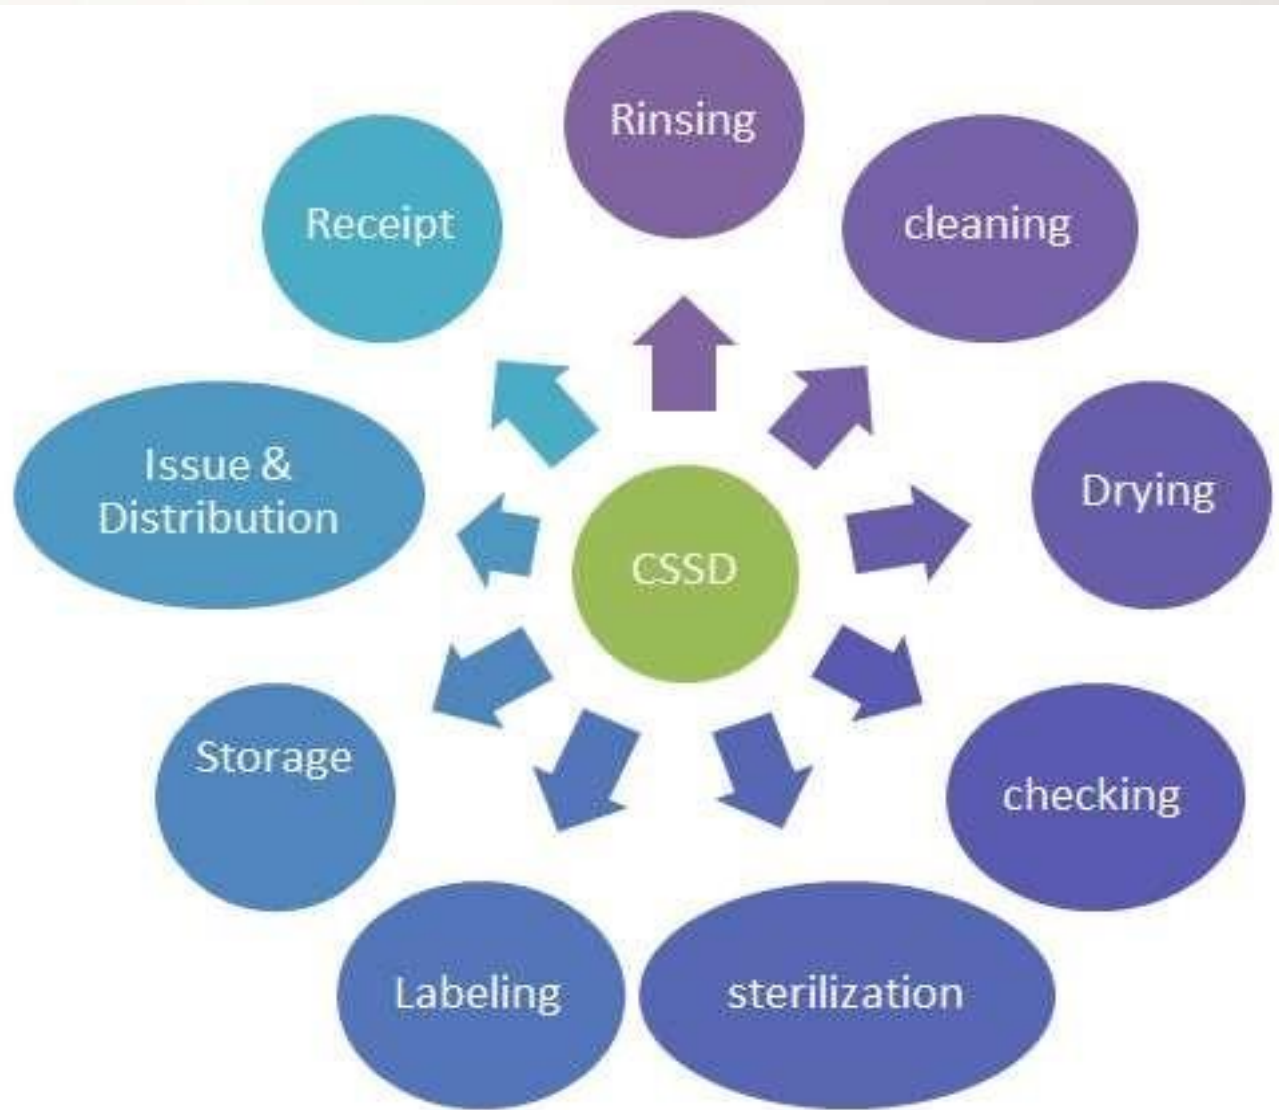 Rinsing
cleaning
Drying
checking
sterilization
Labeling
Storage
Issue &
Distribution
Receipt
CSSD